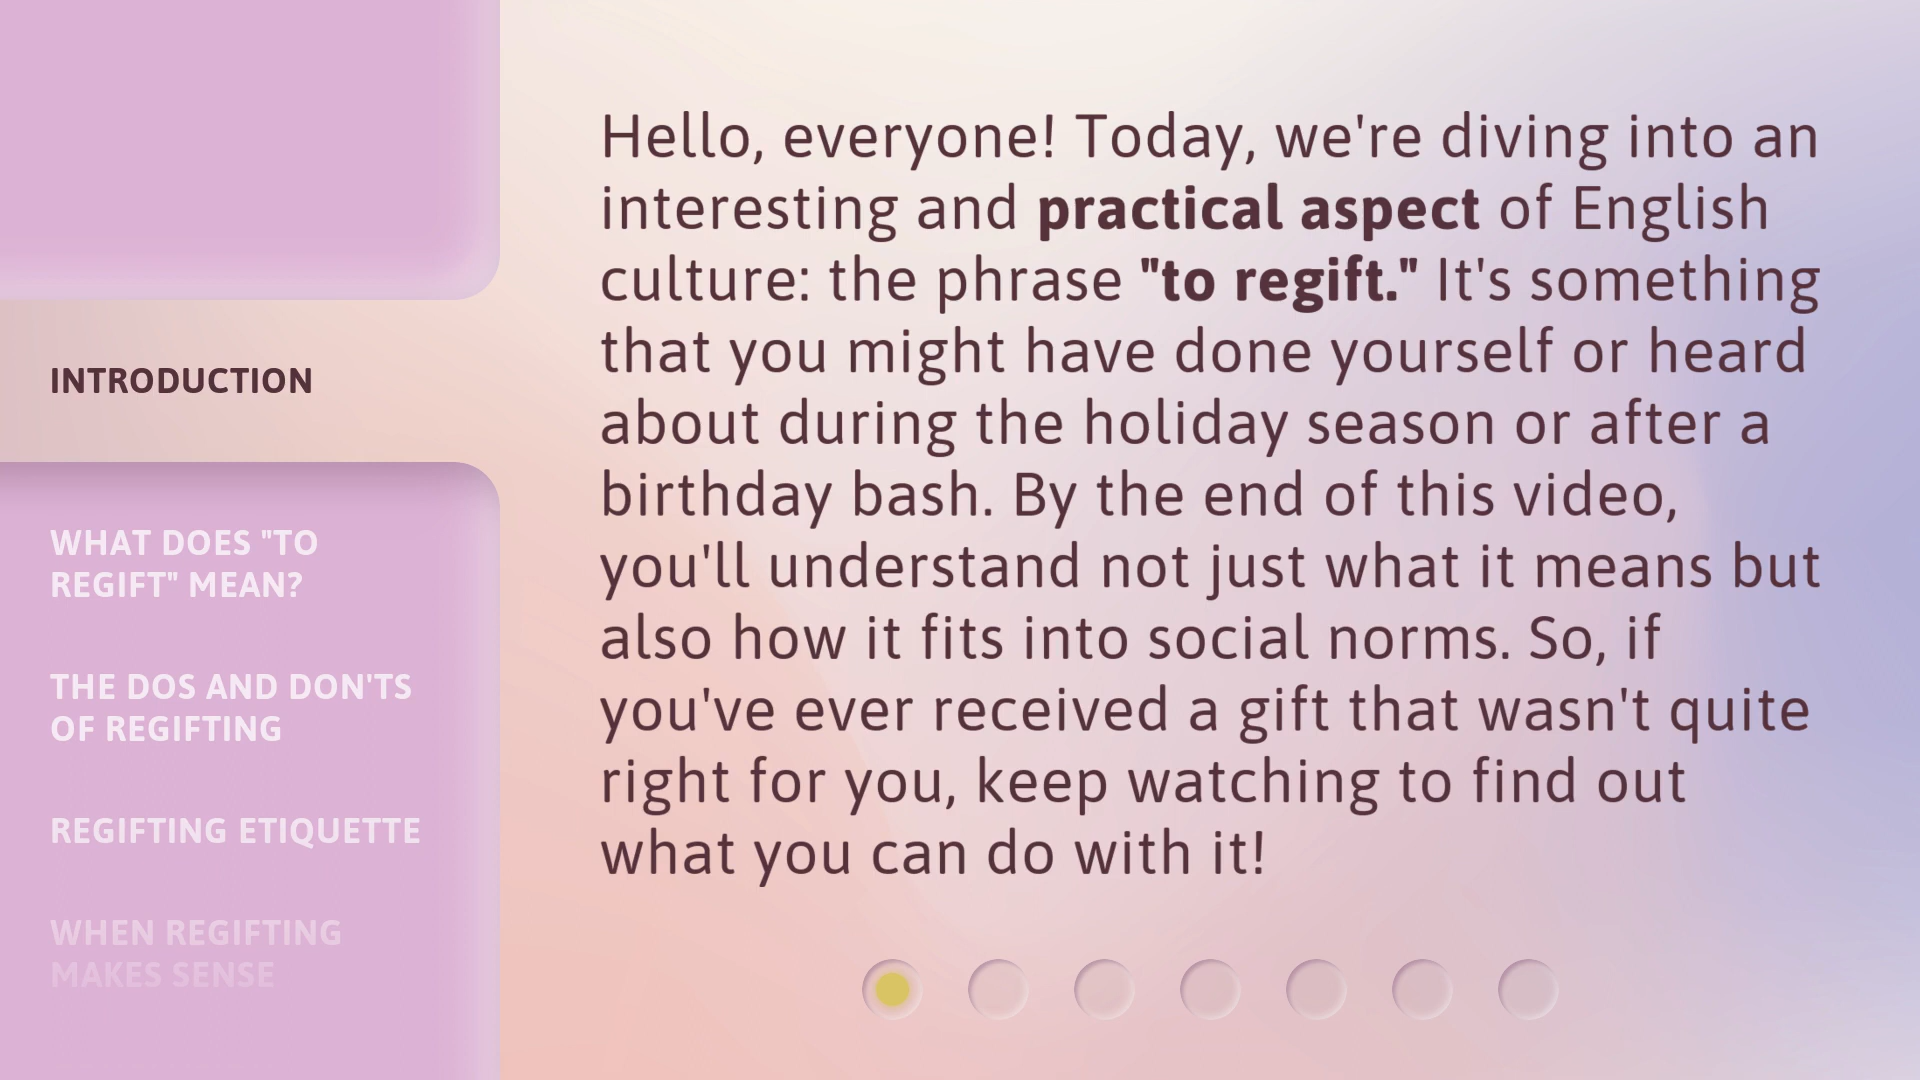 INTRODUCTION
WHAT DOES "TO
REGIFT" MEAN?
THE DOS AND DON'TS
OF REGIFTING
REGIFTING ETIQUETTE
WHEN REGIFTING
MAKES SENSE
Hello, everyone! Today, we're diving into an
interesting and practical aspect of English
culture: the phrase "to regift." It's something
that you might have done yourself or heard
about during the holiday season or after a
birthday bash. By the end of this video,
you'll understand not just what it means but
also how it fits into social norms. So, if
you've ever received a gift that wasn't quite
right for you, keep watching to find out
what you can do with it!